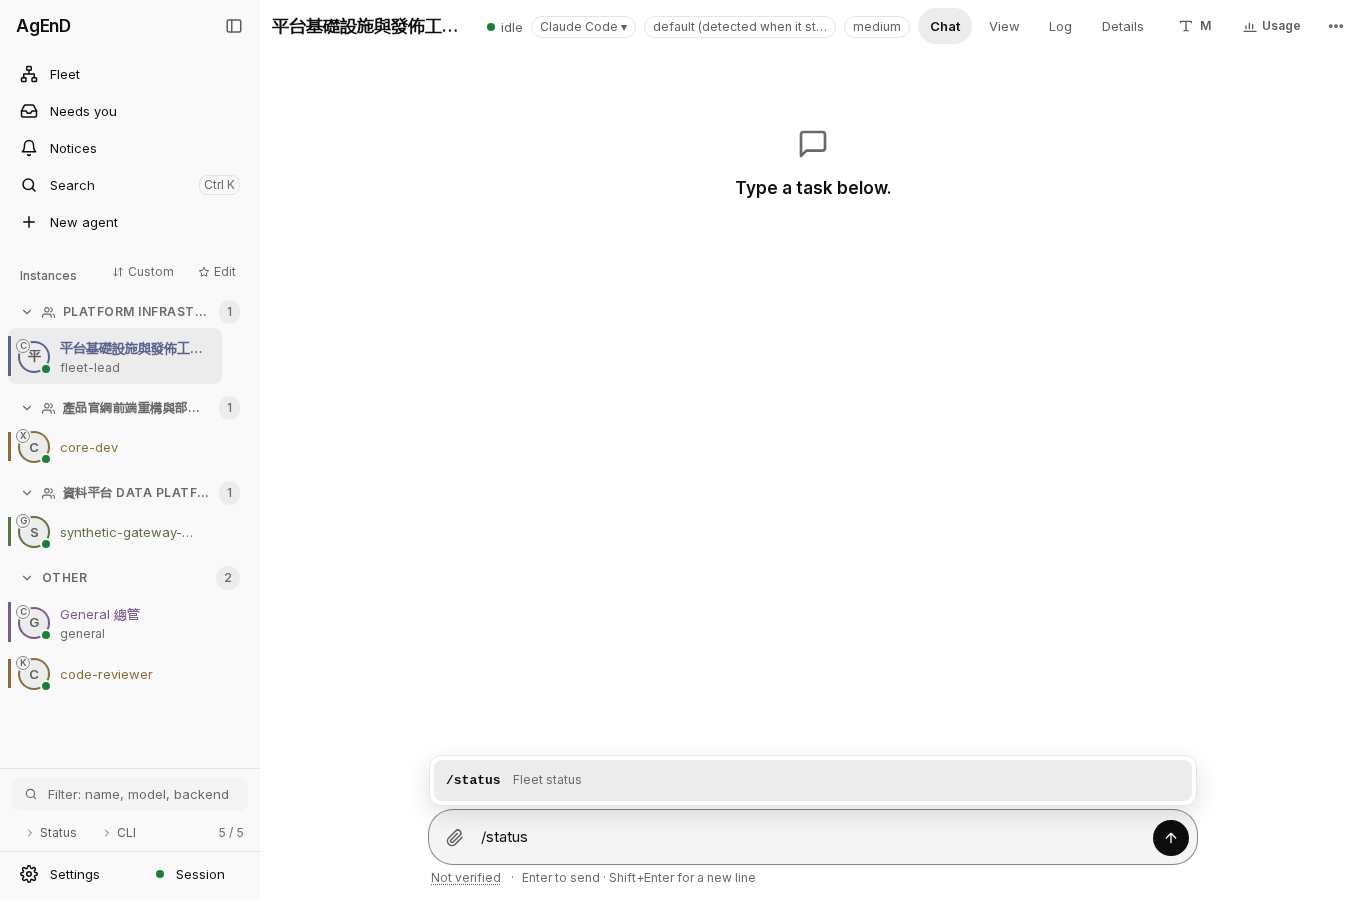 AgEnD
Fleet
Needs you
Notices
Search Ctrl K
New agent
Instances Custom Edit
PLATFORM INFRAST… 1
C 平 平台基礎設施與發佈工…
fleet-lead
產品官網前端重構與部… 1
X C core-dev
資料平台 DATA PLATF… 1
G S synthetic-gateway-…
OTHER 2
C G General 總管
general
K C code-reviewer
Filter: name, model, backend
Status CLI 5 / 5
Settings Session
平台基礎設施與發佈工… idle Claude Code ▾ default (detected when it st… medium Chat View Log Details M Usage •••
Type a task below.
/status Fleet status
/status
Not verified · Enter to send · Shift+Enter for a new line